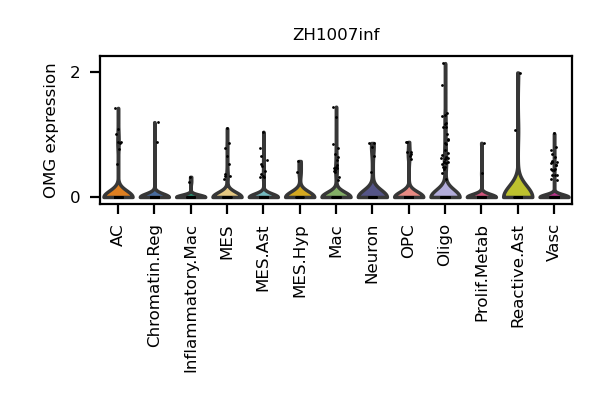 ZH1007inf
OMG expression
2
0
AC
Chromatin.Reg
Inflammatory.Mac
MES
MES.Ast
MES.Hyp
Mac
Neuron
OPC
Oligo
Prolif.Metab
Reactive.Ast
Vasc